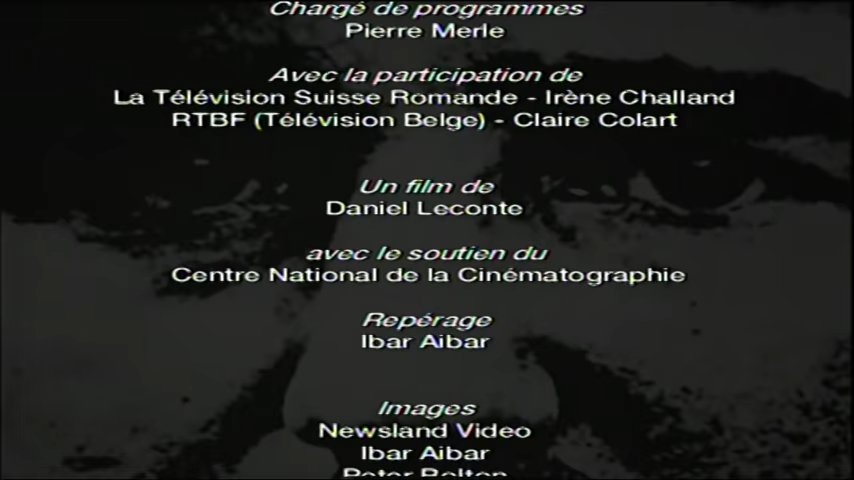 Chargé de programmes
Pierre Merle
Avec la participation de
La Télévision Suisse Romande - Irène Challand
RTBF (Télévision Belge) - Claire Colart
Un film de
Daniel Leconte
avec le soutien du
Centre National de la Cinématographie
Repérage
Ibar Aibar
Images
Newsland Video
Ibar Aibar
Peter Bolton